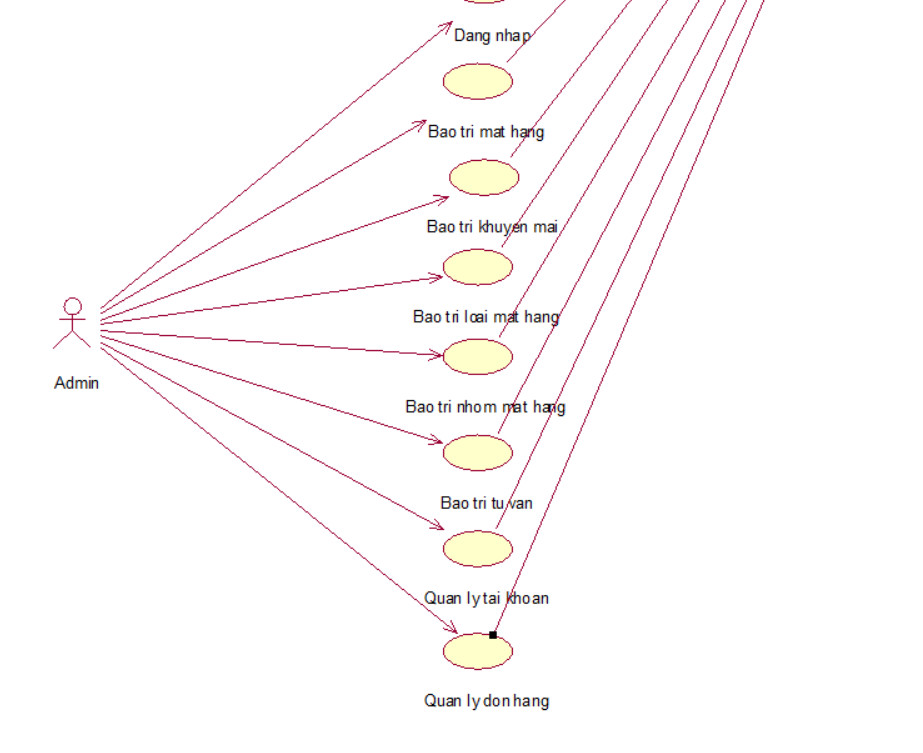 Dang nhap
Bao tri mat hang
Bao tri khuyen mai
Bao tri loai mat hang
Admin
Bao tri nhom mat hang
Bao tri tu van
Quan ly tai khoan
Quan ly don hang